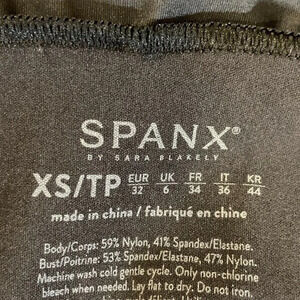 SPANX®
BY SARA BLAKELY
XS/TP EUR 32 UK 6 FR 34 IT 36 KR 44
made in china / fabriqué en chine
Body/Corps: 59% Nylon, 41% Spandex/Elastane.
Bust/Poitrine: 53% Spandex/Elastane, 47% Nylon.
Machine wash cold gentle cycle. Only non-chlorine
bleach when needed. Lay flat to dry. Do not